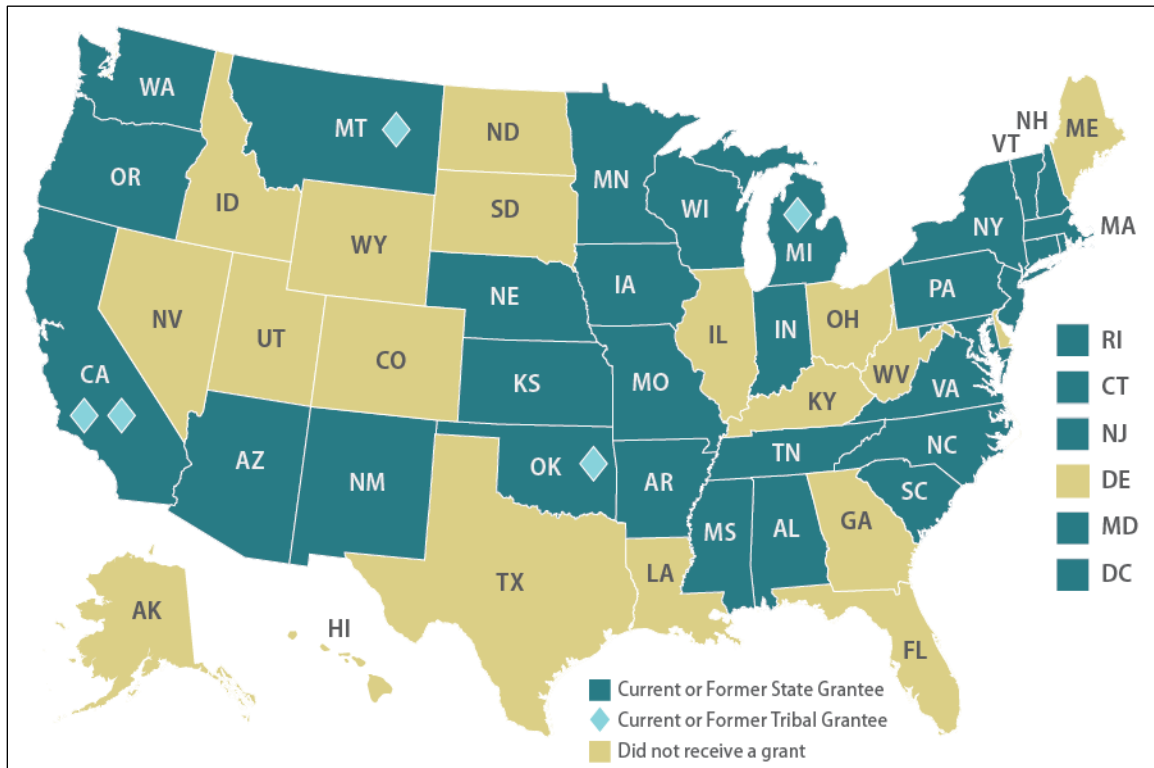 WA
MT
ND
MN
VT
NH
ME
OR
ID
WY
SD
WI
MI
NY
MA
NV
UT
CO
NE
IA
IL
IN
OH
PA
CA
KS
MO
KY
WV
VA
RI
CT
NJ
DE
MD
DC
AZ
NM
OK
AR
TN
NC
SC
MS
AL
GA
TX
LA
FL
AK
HI
Current or Former State Grantee
Current or Former Tribal Grantee
Did not receive a grant